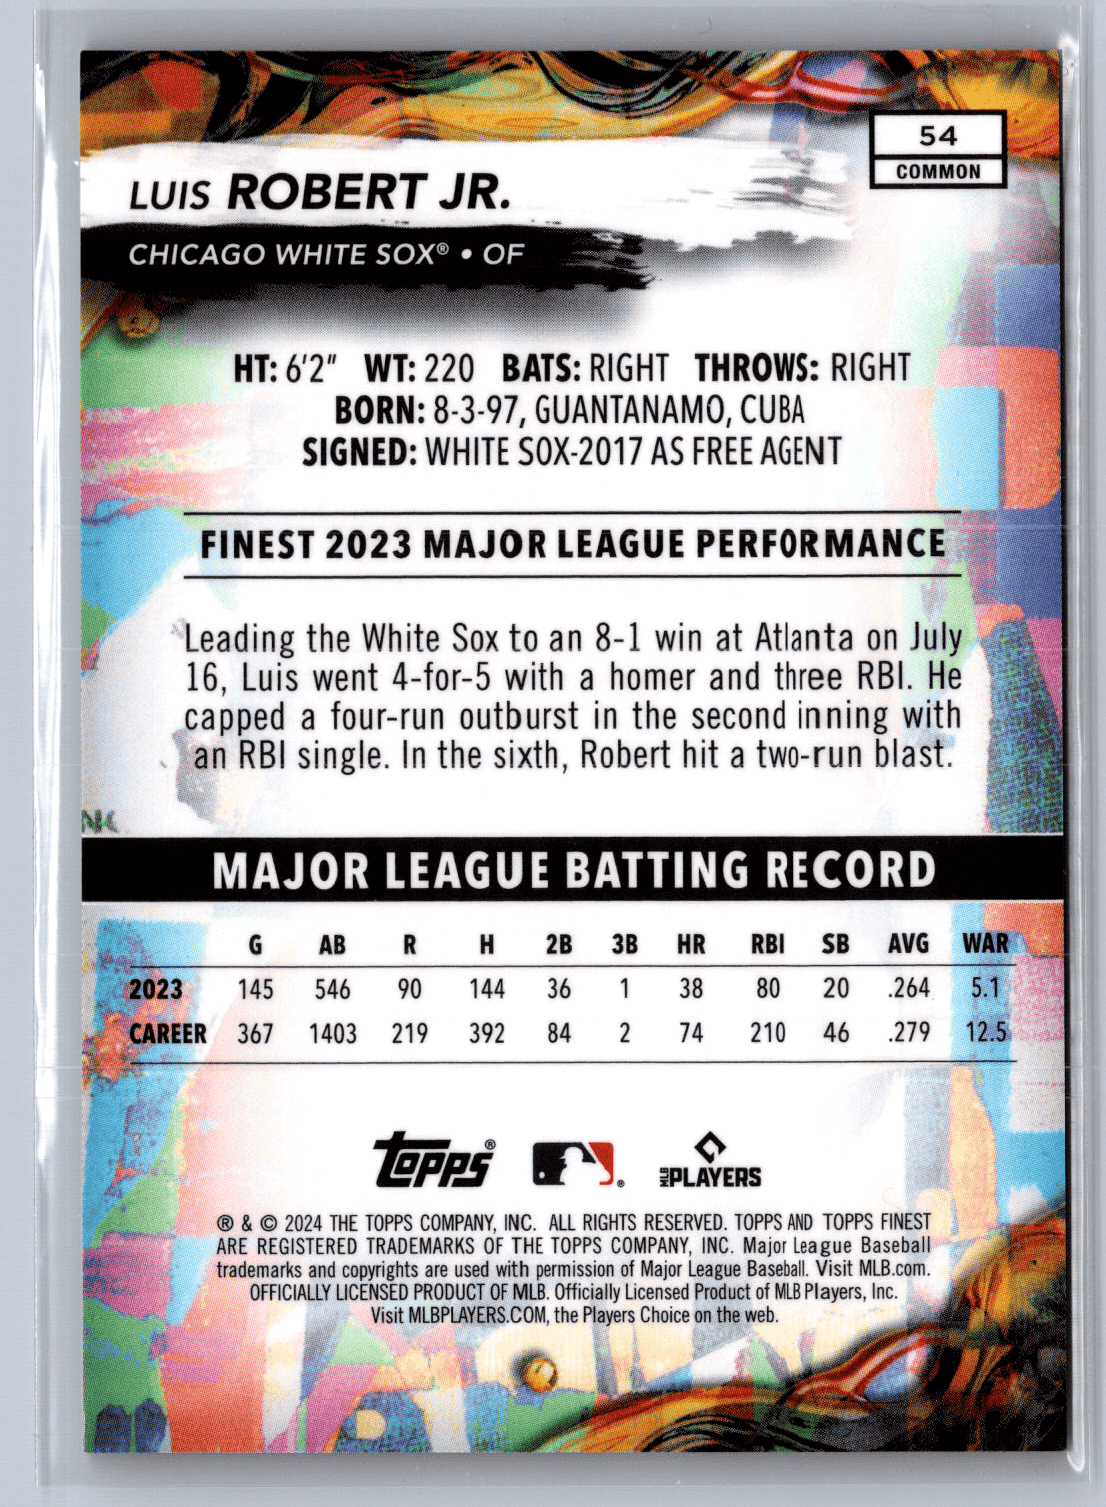 54
COMMON
LUIS ROBERT JR.
CHICAGO WHITE SOX® • OF
HT: 6'2" WT: 220 BATS: RIGHT THROWS: RIGHT
BORN: 8-3-97, GUANTANAMO, CUBA
SIGNED: WHITE SOX-2017 AS FREE AGENT
FINEST 2023 MAJOR LEAGUE PERFORMANCE
Leading the White Sox to an 8-1 win at Atlanta on July
16, Luis went 4-for-5 with a homer and three RBI. He
capped a four-run outburst in the second inning with
an RBI single. In the sixth, Robert hit a two-run blast.
NK
MAJOR LEAGUE BATTING RECORD
G AB R H 2B 3B HR RBI SB AVG WAR
2023 145 546 90 144 36 1 38 80 20 .264 5.1
CAREER 367 1403 219 392 84 2 74 210 46 .279 12.5
Topps®
®
MLB PLAYERS
® & © 2024 THE TOPPS COMPANY, INC. ALL RIGHTS RESERVED. TOPPS AND TOPPS FINEST
ARE REGISTERED TRADEMARKS OF THE TOPPS COMPANY, INC. Major League Baseball
trademarks and copyrights are used with permission of Major League Baseball. Visit MLB.com.
OFFICIALLY LICENSED PRODUCT OF MLB. Officially Licensed Product of MLB Players, Inc.
Visit MLBPLAYERS.COM, the Players Choice on the web.